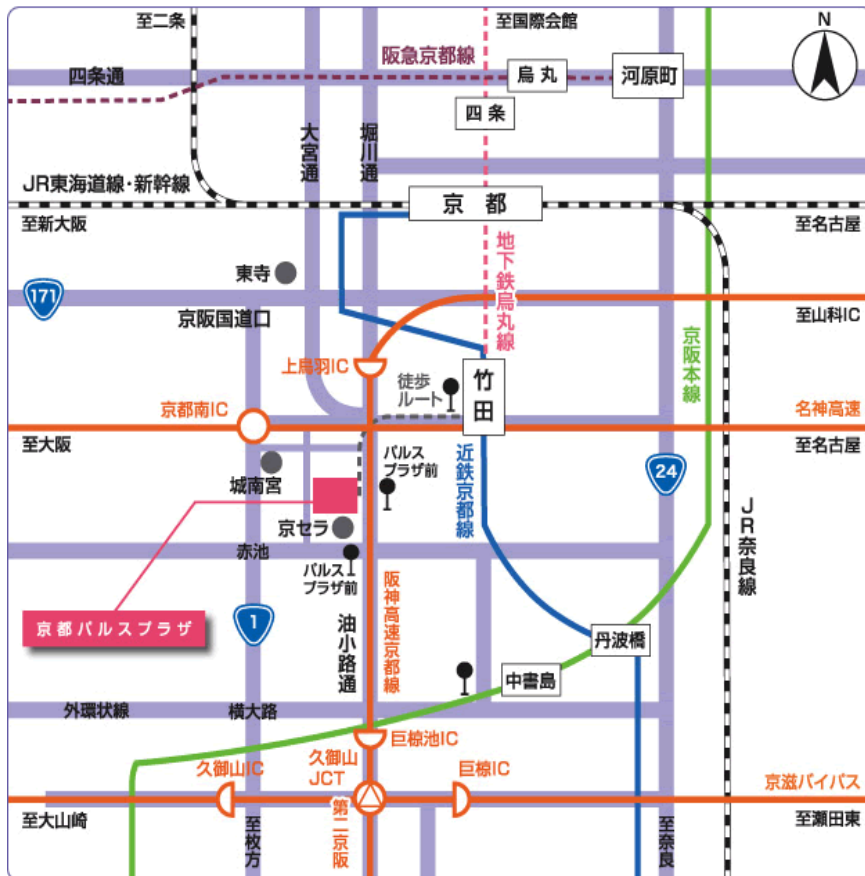 至二条
至国際会館
N
阪急京都線
四条通
烏丸
河原町
四条
大宮通
堀川通
JR東海道線・新幹線
京都
至新大阪
至名古屋
地下鉄烏丸線
東寺
171
京阪国道口
至山科IC
京阪本線
上鳥羽IC
徒歩
ルート
竹田
京都南IC
名神高速
至大阪
至名古屋
パルス
プラザ前
近鉄京都線
24
城南宮
JR奈良線
京セラ
赤池
パルス
プラザ前
阪神高速京都線
京都パルスプラザ
1
油小路通
丹波橋
中書島
外環状線
横大路
巨椋池IC
久御山IC
久御山
JCT
巨椋IC
京滋バイパス
至大山崎
至枚方
第二京阪
至奈良
至瀬田東